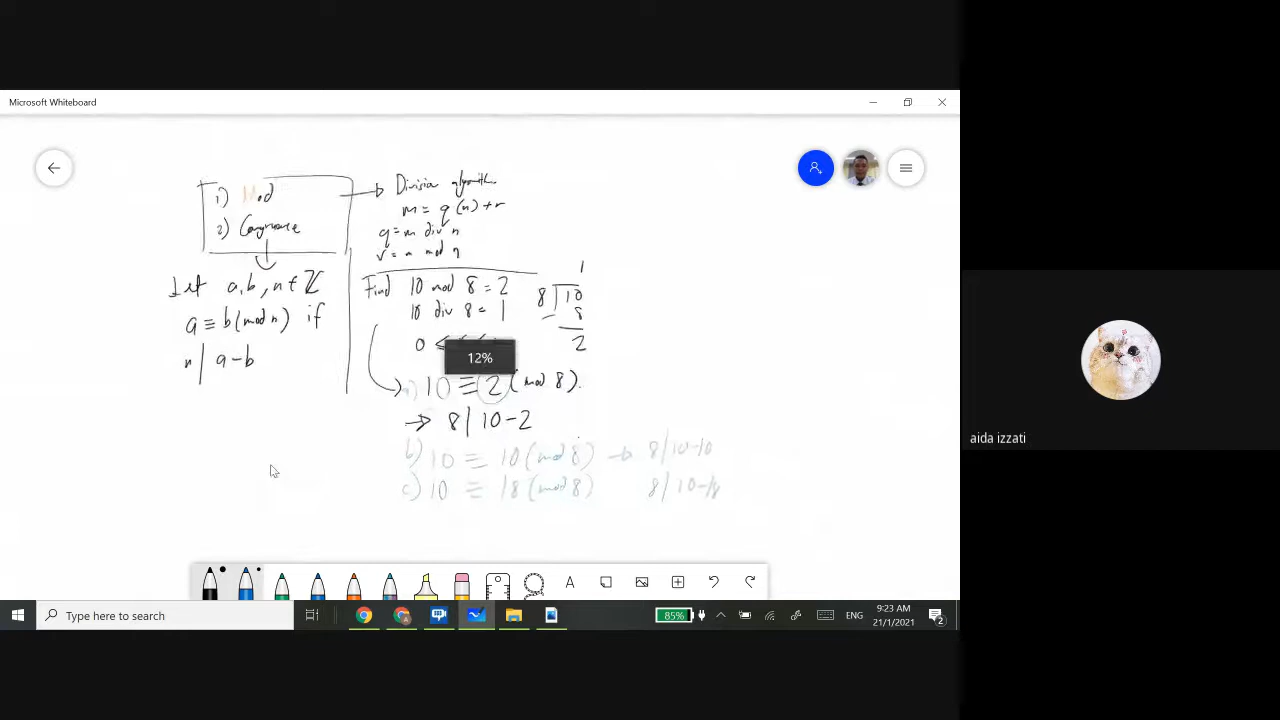 Microsoft Whiteboard
1) Mod
2) Congruence
Division algorithm
m = q(n)+r
q = m div n
r = m mod n
Let a,b,n ∈ ℤ
a ≡ b(mod n) if
n | a-b
Find 10 mod 8 = 2
10 div 8 = 1
1
8 10
8
2
0 ≤
12%
a) 10 ≡ 2 (mod 8).
→ 8 | 10-2
b) 10 ≡ 10 (mod 8) → 8/10-10
c) 10 ≡ 18 (mod 8) 8/10-18
aida izzati
A
Type here to search
85%
ENG
9:23 AM
21/1/2021
2